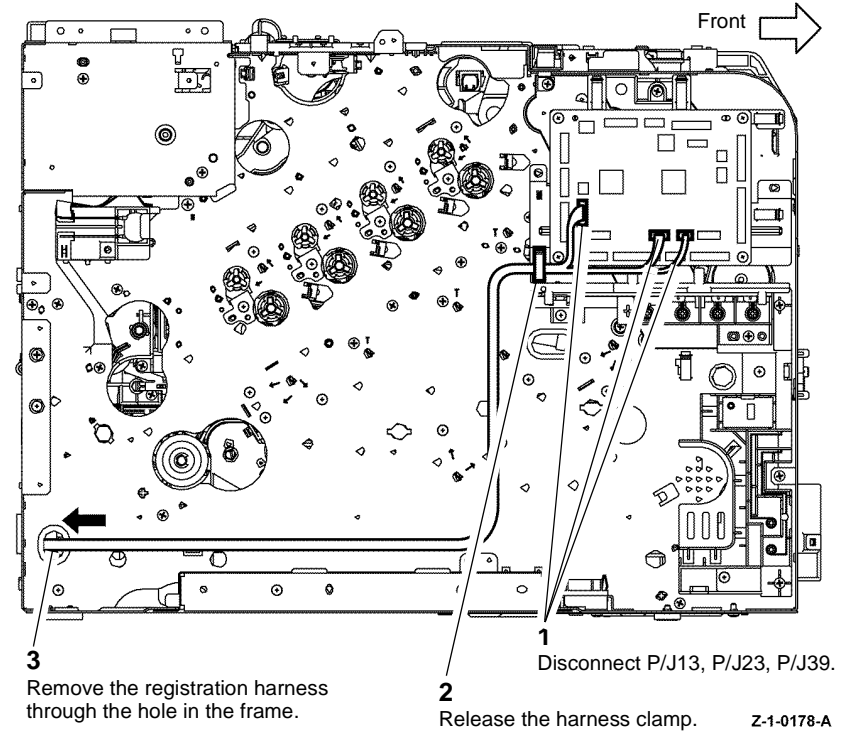 Front
1
Disconnect P/J13, P/J23, P/J39.
3
Remove the registration harness
through the hole in the frame.
2
Release the harness clamp.
Z-1-0178-A